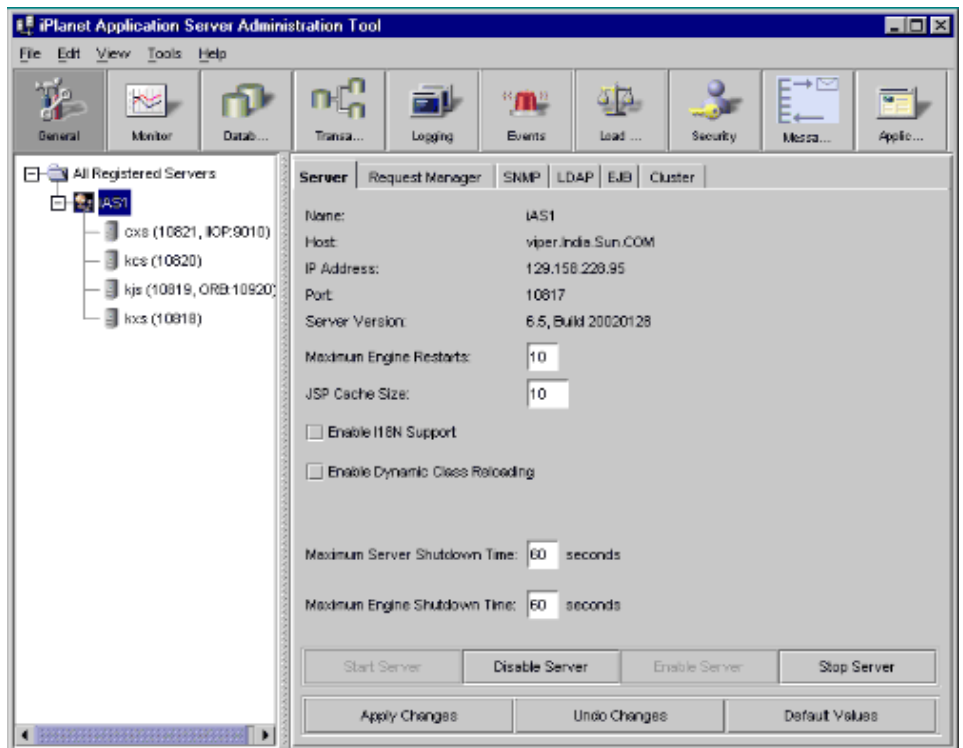 iPlanet Application Server Administration Tool
File Edit View Tools Help
General Monitor Datab... Transa... Logging Events Load ... Security Messa... Applic...
All Registered Servers
iAS1
cxs (10821, IIOP:9010)
kcs (10820)
kjs (10819, ORB:10920)
kxs (10818)
Server Request Manager SNMP LDAP EJB Cluster
Name: iAS1
Host: viper.India.Sun.COM
IP Address: 129.158.228.95
Port: 10817
Server Version: 6.5, Build 20020128
Maximum Engine Restarts: 10
JSP Cache Size: 10
Enable I18N Support
Enable Dynamic Class Reloading
Maximum Server Shutdown Time: 60 seconds
Maximum Engine Shutdown Time: 60 seconds
Start Server Disable Server Enable Server Stop Server
Apply Changes Undo Changes Default Values